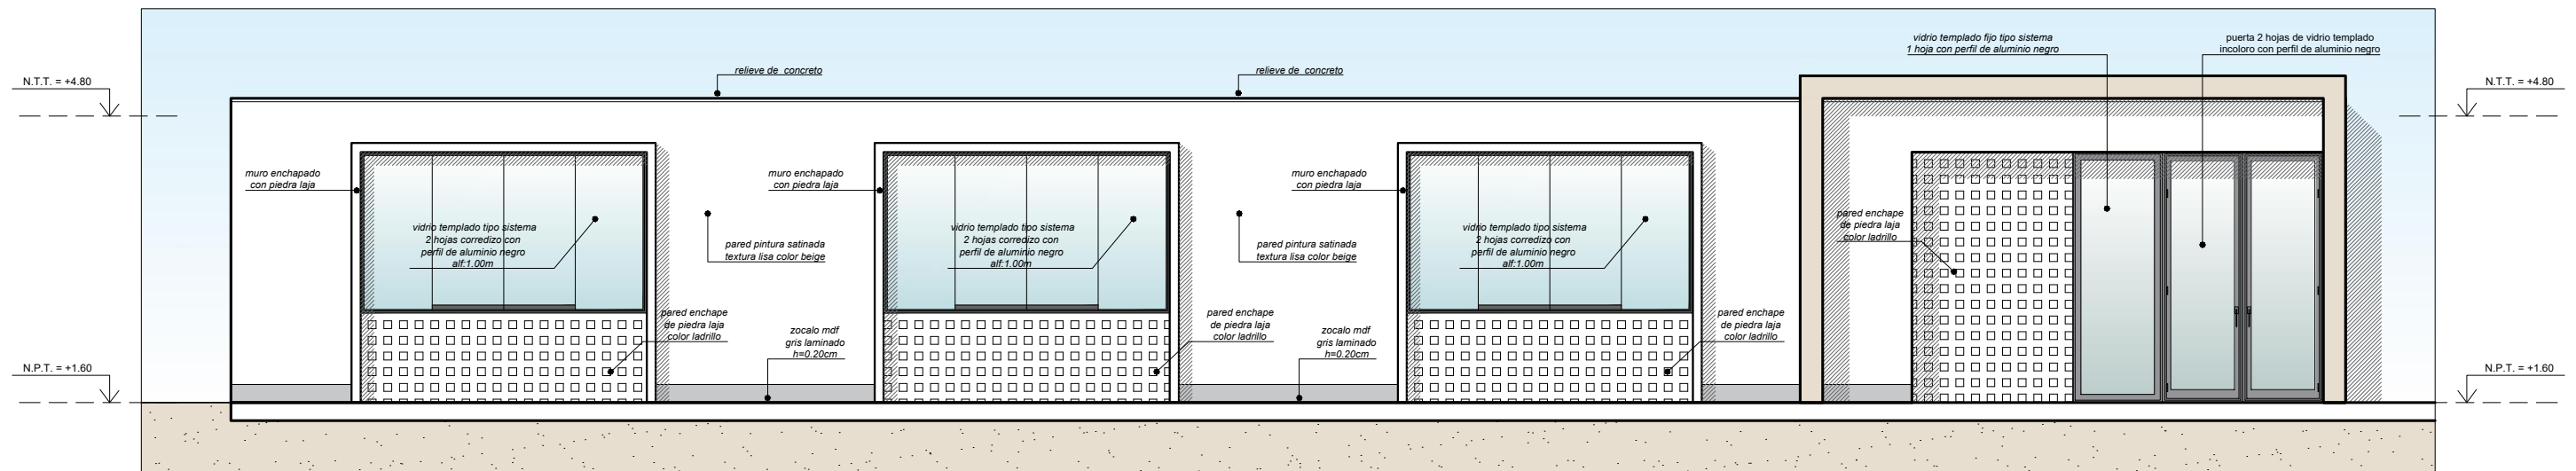 vidrio templado fijo tipo sistema
1 hoja con perfil de aluminio negro
puerta 2 hojas de vidrio templado
incoloro con perfil de aluminio negro
relieve de concreto
relieve de concreto
N.T.T. = +4.80
N.T.T. = +4.80
muro enchapado
con piedra laja
muro enchapado
con piedra laja
muro enchapado
con piedra laja
vidrio templado tipo sistema
2 hojas corredizo con
perfil de aluminio negro
alf:1.00m
pared pintura satinada
textura lisa color beige
vidrio templado tipo sistema
2 hojas corredizo con
perfil de aluminio negro
alf:1.00m
pared pintura satinada
textura lisa color beige
vidrio templado tipo sistema
2 hojas corredizo con
perfil de aluminio negro
alf:1.00m
pared enchape
de piedra laja
color ladrillo
pared enchape
de piedra laja
color ladrillo
zocalo mdf
gris laminado
h=0.20cm
pared enchape
de piedra laja
color ladrillo
zocalo mdf
gris laminado
h=0.20cm
pared enchape
de piedra laja
color ladrillo
N.P.T. = +1.60
N.P.T. = +1.60